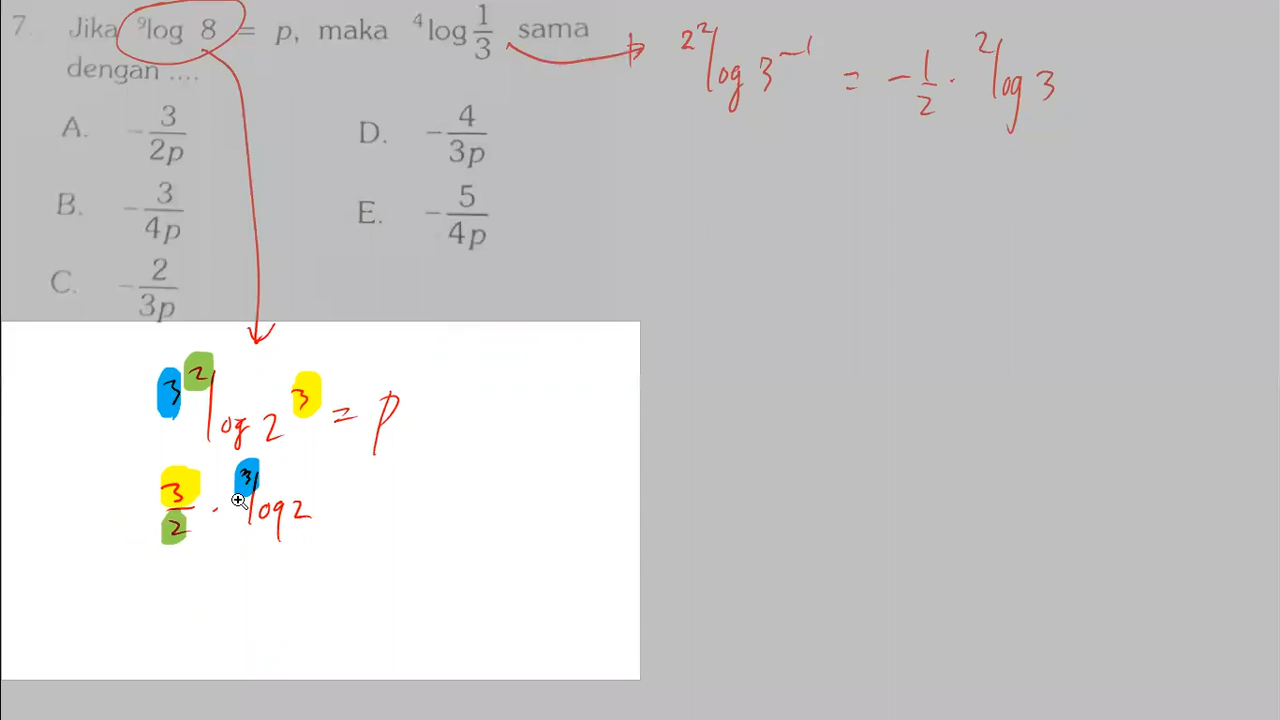 7. Jika ⁹log 8 = p, maka ⁴log 1/3 sama
dengan ....
A. -3/2p
B. -3/4p
C. -2/3p
D. -4/3p
E. -5/4p
2²log 3⁻¹ = -1/2 · ²log 3
3²log 2³ = p
3/2 · ³log 2